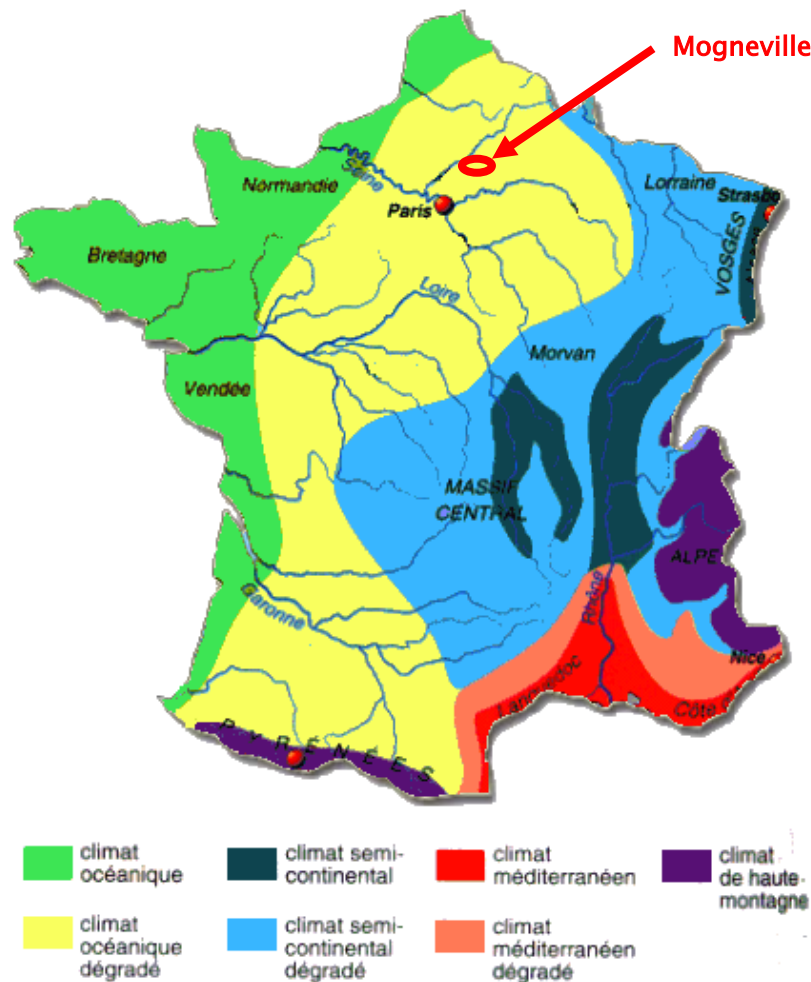 Mogneville
Seine
Normandie
Lorraine
Strasbo
Paris
VOSGES
Bretagne
Loire
Morvan
Vendée
MASSIF
CENTRAL
ALPE
Rhône
Garonne
Nice
Languedoc
Côte
PYRÉNÉES
climat
océanique
climat semi-
continental
climat
méditerranéen
climat
de haute-
montagne
climat
océanique
dégradé
climat semi-
continental
dégradé
climat
méditerranéen
dégradé